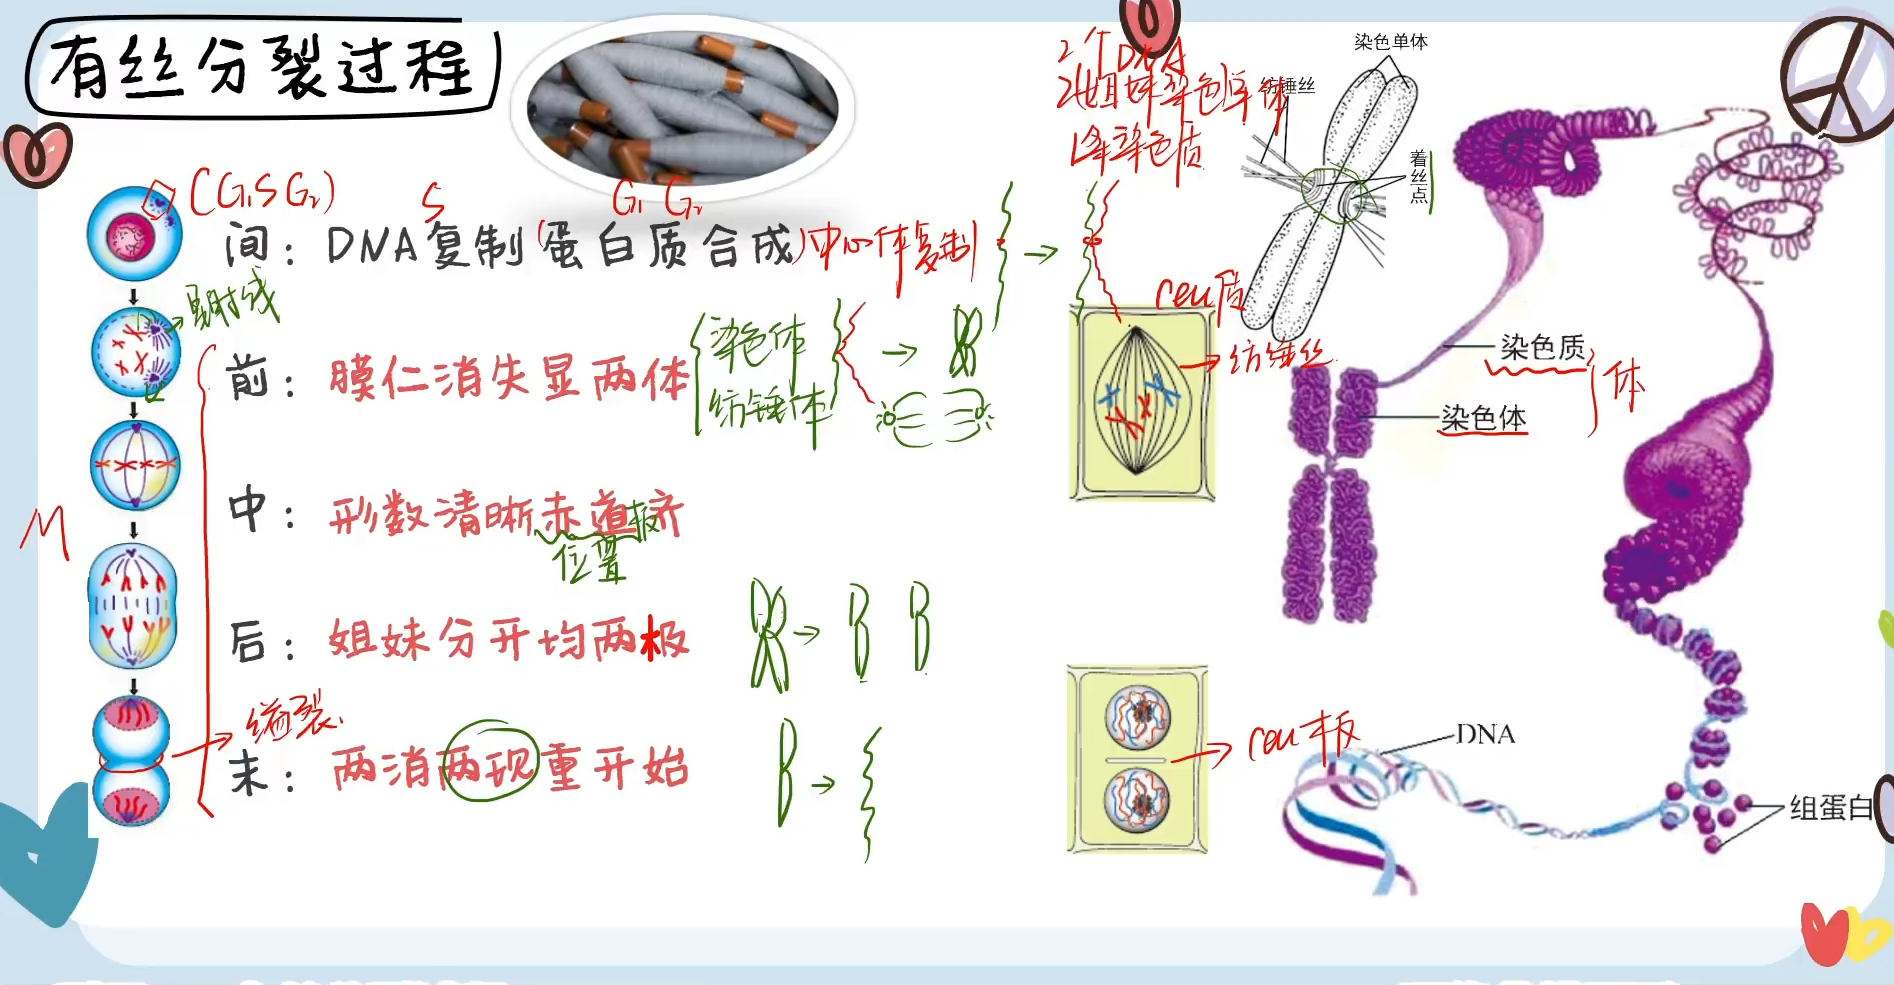 有丝分裂过程
2个DNA
2姐妹染色单体
1条染色质
染色单体
纺锤丝
着丝点
(G₁SG₂)
S
G₁ G₂
间：DNA复制(蛋白质合成)中心体复制
星射线
前：膜仁消失显两体
染色体
纺锤体
cell质
纺锤丝
染色质
染色体
体
M
中：形数清晰赤道齐
板
位置
后：姐妹分开均两极
缢裂
末：两消两现重开始
cell板
DNA
组蛋白